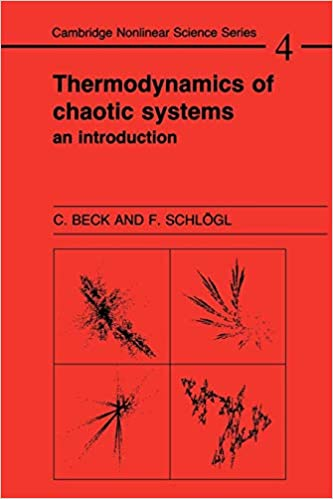 Cambridge Nonlinear Science Series 4
Thermodynamics of
chaotic systems
an introduction
C. BECK AND F. SCHLÖGL